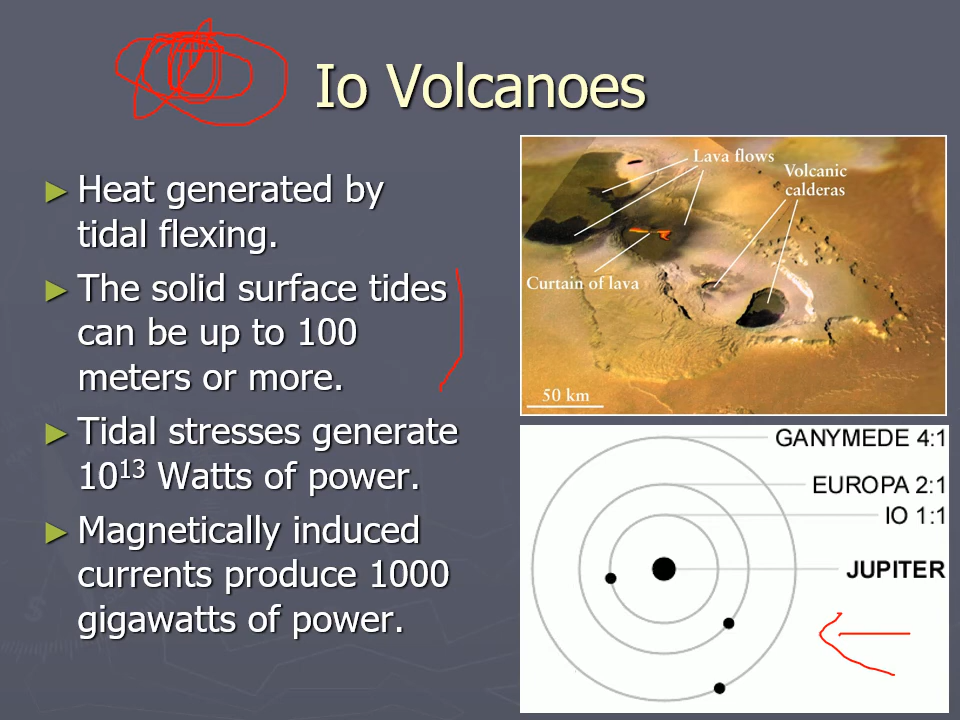 Io Volcanoes
► Heat generated by
tidal flexing.
► The solid surface tides
can be up to 100
meters or more.
► Tidal stresses generate
10¹³ Watts of power.
► Magnetically induced
currents produce 1000
gigawatts of power.
Lava flows
Volcanic
calderas
Curtain of lava
50 km
GANYMEDE 4:1
EUROPA 2:1
IO 1:1
JUPITER